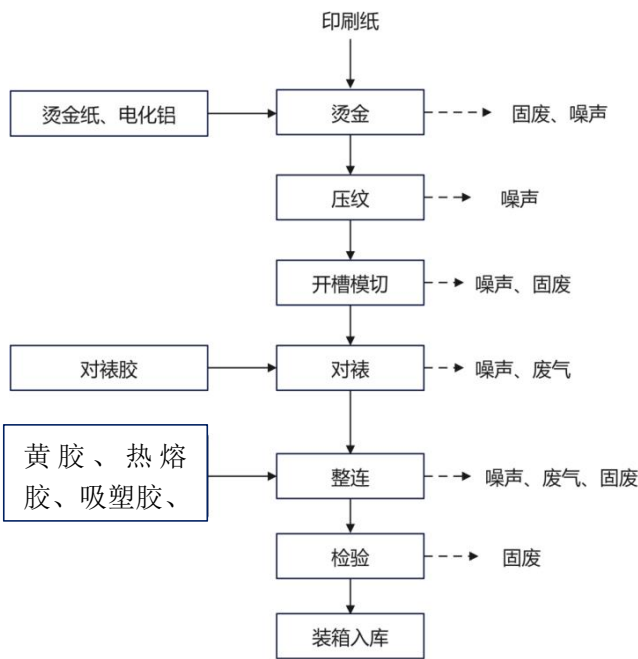 印刷纸
烫金纸、电化铝
烫金
固废、噪声
压纹
噪声
开槽模切
噪声、固废
对裱胶
对裱
噪声、废气
黄胶、热熔
胶、吸塑胶、
整连
噪声、废气、固废
检验
固废
装箱入库